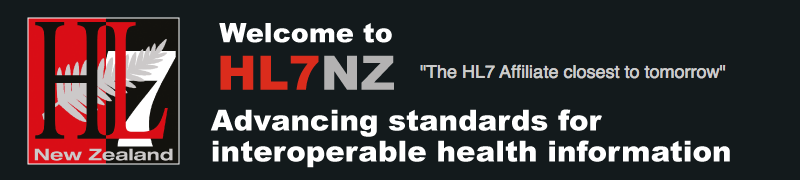 HL7
New Zealand
Welcome to
HL7NZ
"The HL7 Affiliate closest to tomorrow"
Advancing standards for
interoperable health information